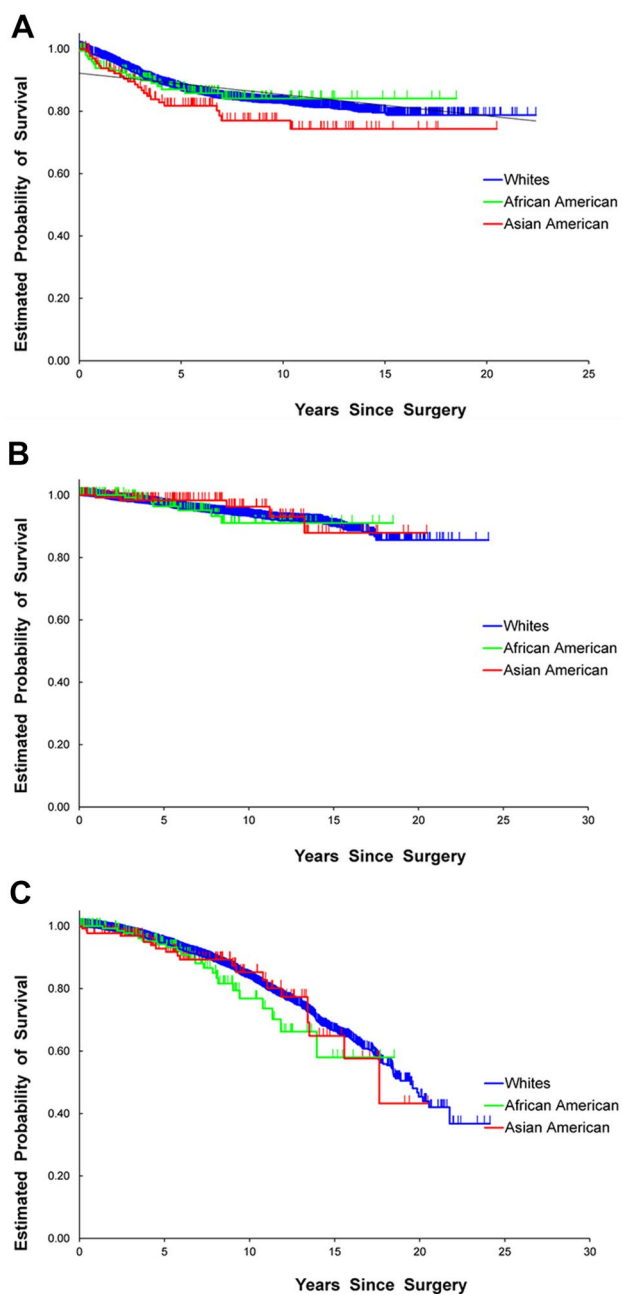 A
Estimated Probability of Survival
1.00
0.80
0.60
0.40
0.20
0.00
Whites
African American
Asian American
0 5 10 15 20 25
Years Since Surgery
B
Estimated Probability of Survival
1.00
0.80
0.60
0.40
0.20
0.00
Whites
African American
Asian American
0 5 10 15 20 25 30
Years Since Surgery
C
Estimated Probability of Survival
1.00
0.80
0.60
0.40
0.20
0.00
Whites
African American
Asian American
0 5 10 15 20 25 30
Years Since Surgery